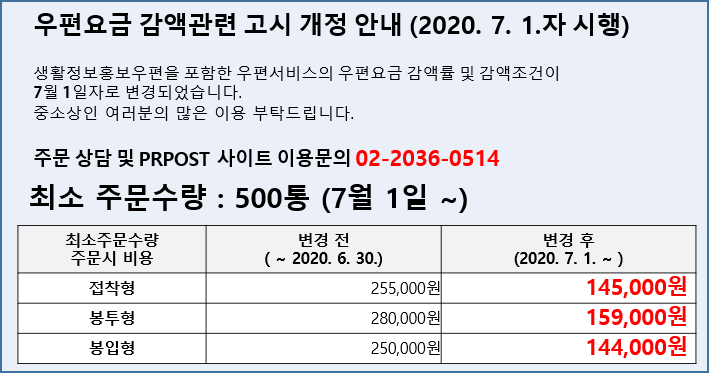 우편요금 감액관련 고시 개정 안내 (2020. 7. 1.자 시행)
생활정보홍보우편을 포함한 우편서비스의 우편요금 감액률 및 감액조건이
7월 1일자로 변경되었습니다.
중소상인 여러분의 많은 이용 부탁드립니다.
주문 상담 및 PRPOST 사이트 이용문의 02-2036-0514
최소 주문수량 : 500통 (7월 1일 ~)
최소주문수량 주문시 비용 변경 전 ( ~ 2020. 6. 30.) 변경 후 (2020. 7. 1. ~ )
접착형 255,000원 145,000원
봉투형 280,000원 159,000원
봉입형 250,000원 144,000원